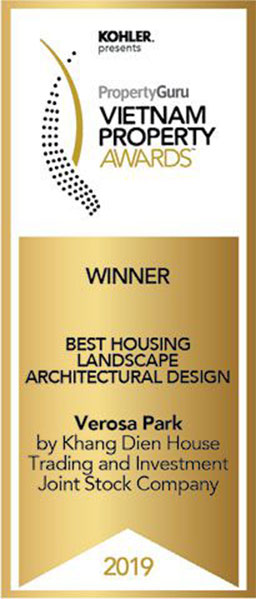 KOHLER.
presents
PropertyGuru
VIETNAM
PROPERTY
AWARDS™
WINNER
BEST HOUSING
LANDSCAPE
ARCHITECTURAL DESIGN
Verosa Park
by Khang Dien House
Trading and Investment
Joint Stock Company
2019